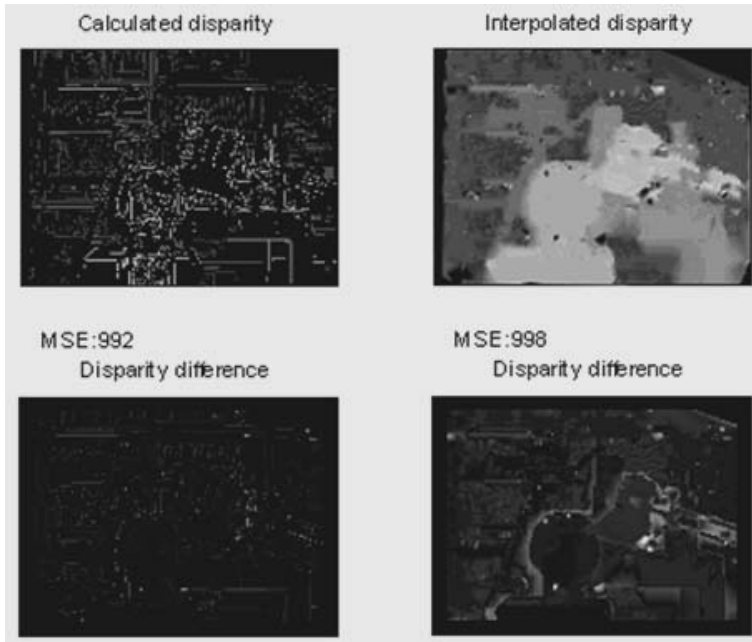 Calculated disparity
Interpolated disparity
MSE:992
Disparity difference
MSE:998
Disparity difference